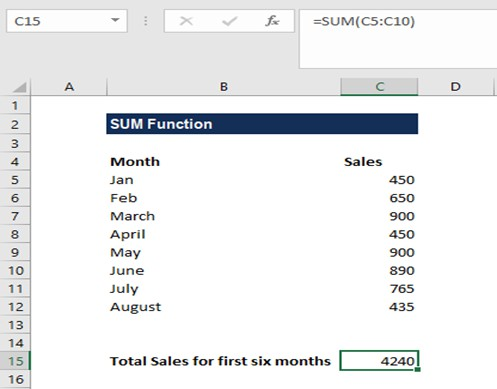 C15 fx =SUM(C5:C10)
A B C D
1
2 SUM Function
3
4 Month Sales
5 Jan 450
6 Feb 650
7 March 900
8 April 450
9 May 900
10 June 890
11 July 765
12 August 435
13
14
15 Total Sales for first six months 4240
16